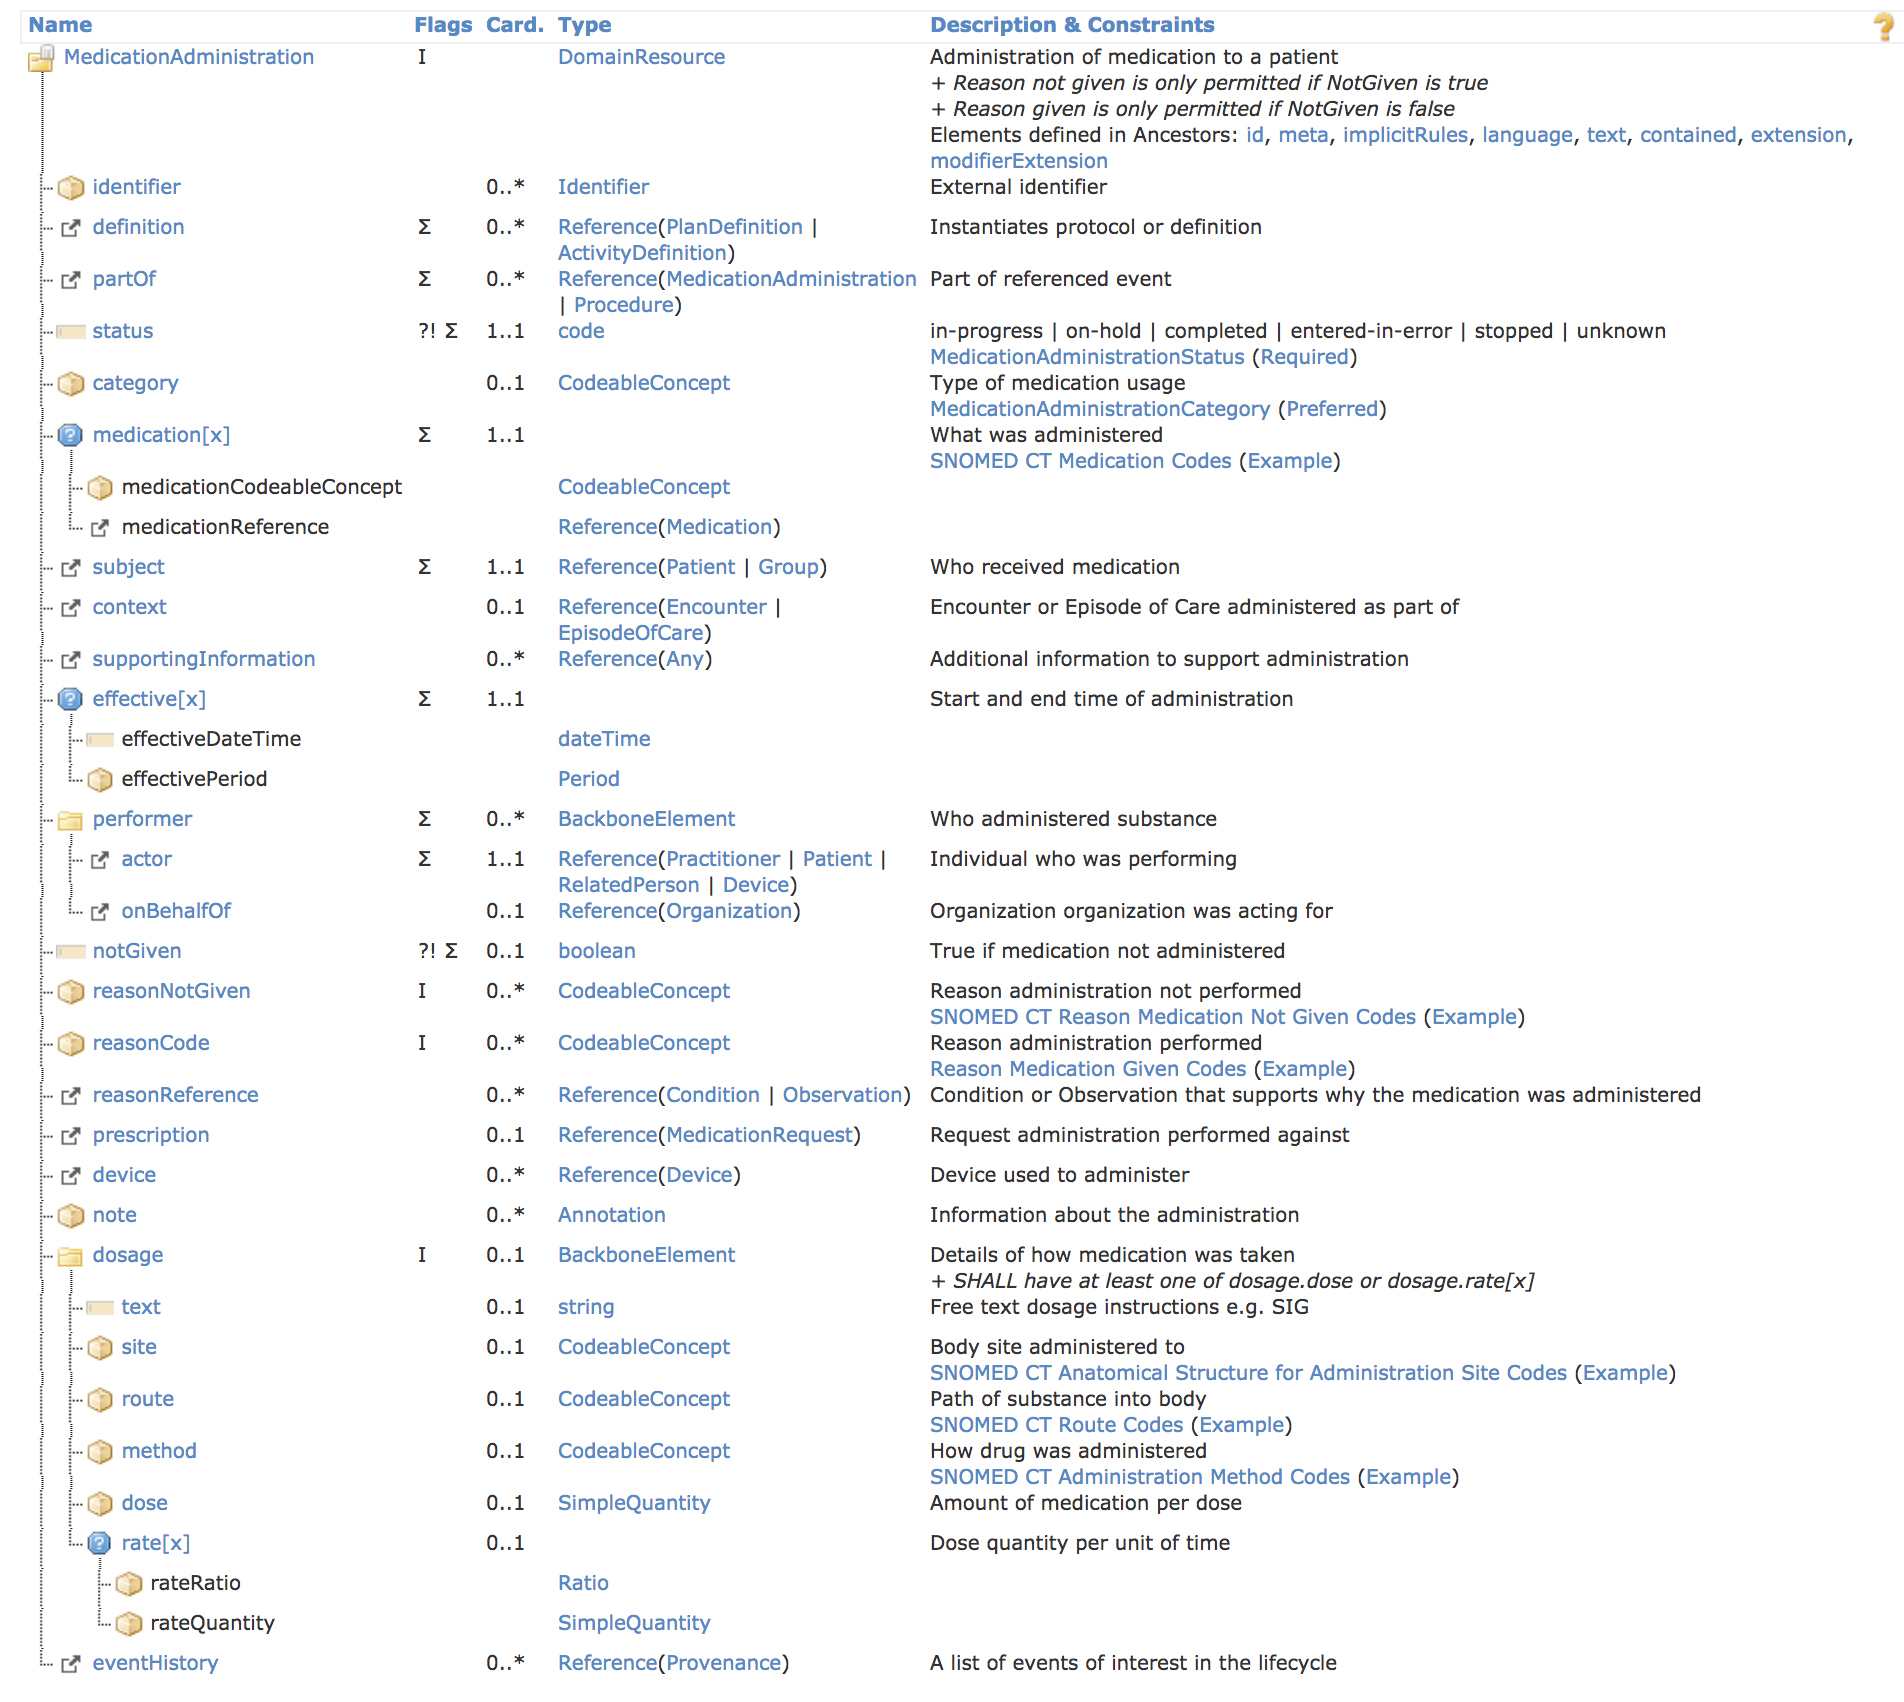 Name Flags Card. Type Description & Constraints
MedicationAdministration I DomainResource Administration of medication to a patient
+ Reason not given is only permitted if NotGiven is true
+ Reason given is only permitted if NotGiven is false
Elements defined in Ancestors: id, meta, implicitRules, language, text, contained, extension,
modifierExtension
identifier 0..* Identifier External identifier
definition Σ 0..* Reference(PlanDefinition | Instantiates protocol or definition
ActivityDefinition)
partOf Σ 0..* Reference(MedicationAdministration Part of referenced event
| Procedure)
status ?! Σ 1..1 code in-progress | on-hold | completed | entered-in-error | stopped | unknown
MedicationAdministrationStatus (Required)
category 0..1 CodeableConcept Type of medication usage
MedicationAdministrationCategory (Preferred)
medication[x] Σ 1..1 What was administered
SNOMED CT Medication Codes (Example)
medicationCodeableConcept CodeableConcept
medicationReference Reference(Medication)
subject Σ 1..1 Reference(Patient | Group) Who received medication
context 0..1 Reference(Encounter | Encounter or Episode of Care administered as part of
EpisodeOfCare)
supportingInformation 0..* Reference(Any) Additional information to support administration
effective[x] Σ 1..1 Start and end time of administration
effectiveDateTime dateTime
effectivePeriod Period
performer Σ 0..* BackboneElement Who administered substance
actor Σ 1..1 Reference(Practitioner | Patient | Individual who was performing
RelatedPerson | Device)
onBehalfOf 0..1 Reference(Organization) Organization organization was acting for
notGiven ?! Σ 0..1 boolean True if medication not administered
reasonNotGiven I 0..* CodeableConcept Reason administration not performed
SNOMED CT Reason Medication Not Given Codes (Example)
reasonCode I 0..* CodeableConcept Reason administration performed
Reason Medication Given Codes (Example)
reasonReference 0..* Reference(Condition | Observation) Condition or Observation that supports why the medication was administered
prescription 0..1 Reference(MedicationRequest) Request administration performed against
device 0..* Reference(Device) Device used to administer
note 0..* Annotation Information about the administration
dosage I 0..1 BackboneElement Details of how medication was taken
+ SHALL have at least one of dosage.dose or dosage.rate[x]
text 0..1 string Free text dosage instructions e.g. SIG
site 0..1 CodeableConcept Body site administered to
SNOMED CT Anatomical Structure for Administration Site Codes (Example)
route 0..1 CodeableConcept Path of substance into body
SNOMED CT Route Codes (Example)
method 0..1 CodeableConcept How drug was administered
SNOMED CT Administration Method Codes (Example)
dose 0..1 SimpleQuantity Amount of medication per dose
rate[x] 0..1 Dose quantity per unit of time
rateRatio Ratio
rateQuantity SimpleQuantity
eventHistory 0..* Reference(Provenance) A list of events of interest in the lifecycle